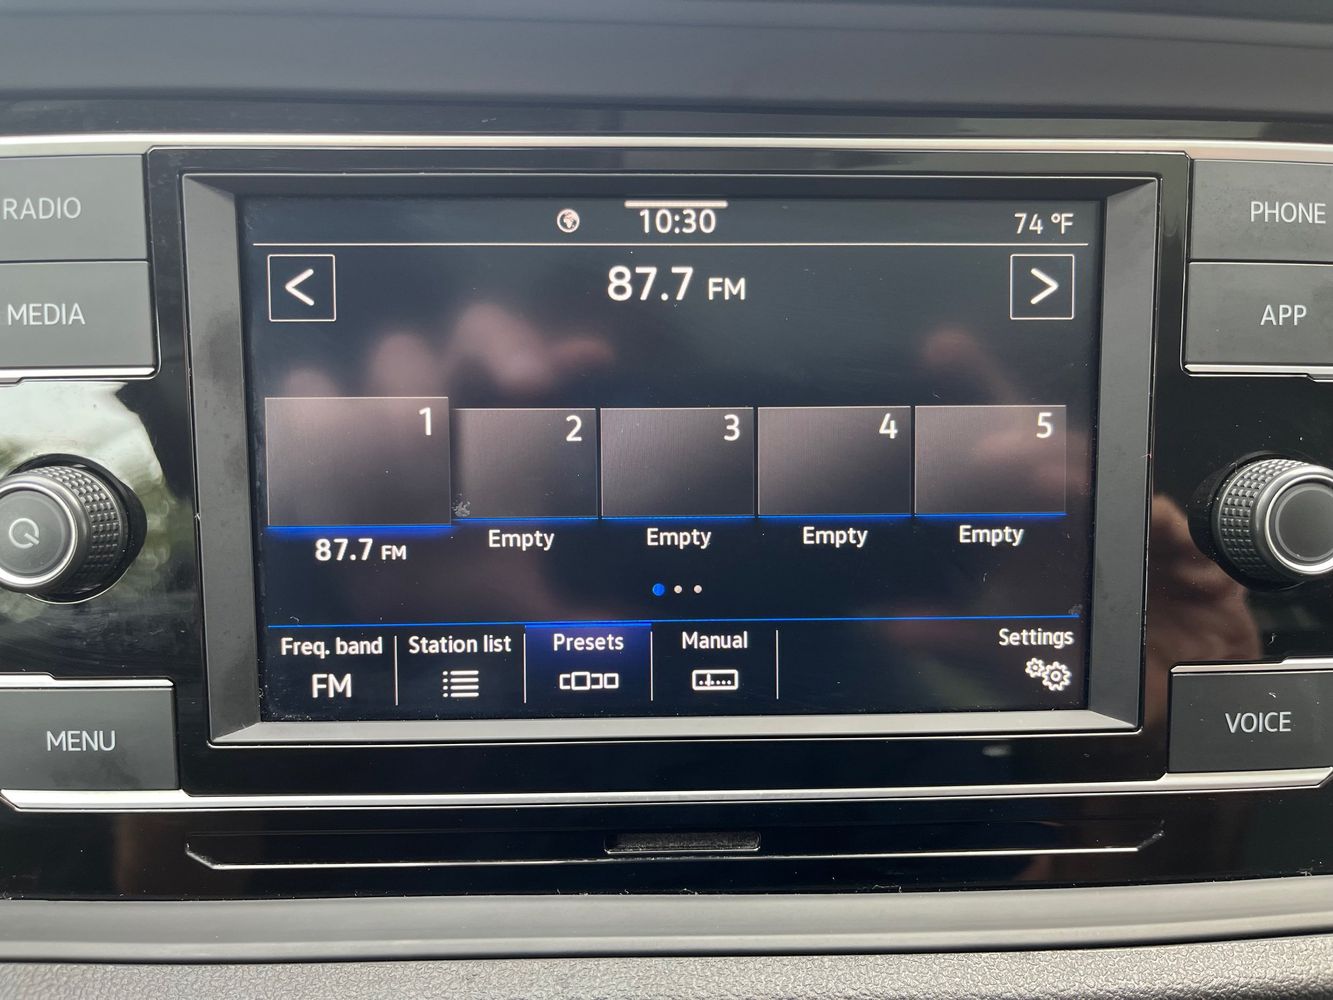 RADIO
MEDIA
MENU
10:30
74 °F
<
87.7 FM
>
1
2
3
4
5
87.7 FM
Empty
Empty
Empty
Empty
Freq. band
FM
Station list
Presets
Manual
Settings
PHONE
APP
VOICE